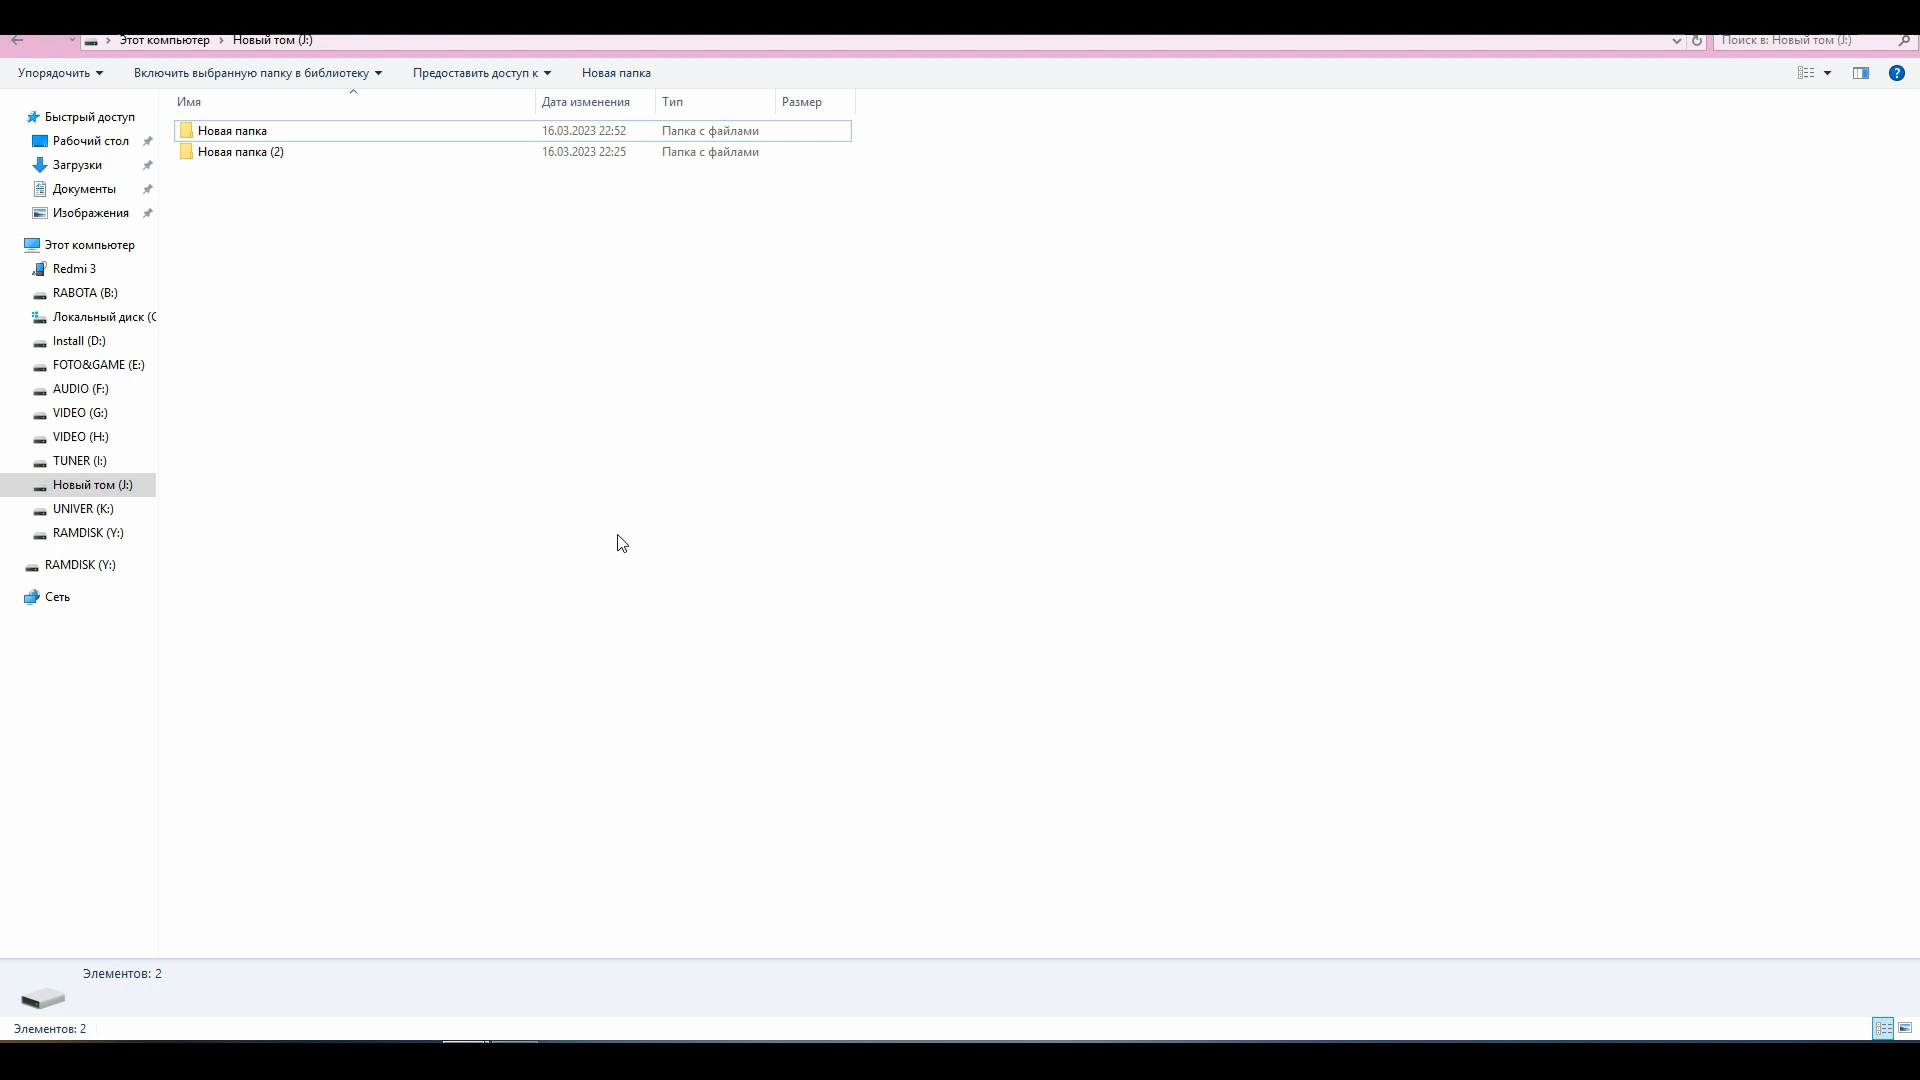 Этот компьютер › Новый том (J:)
Поиск в: Новый том (J:)
Упорядочить Включить выбранную папку в библиотеку Предоставить доступ к Новая папка
Имя Дата изменения Тип Размер
Новая папка 16.03.2023 22:52 Папка с файлами
Новая папка (2) 16.03.2023 22:25 Папка с файлами
Быстрый доступ
Рабочий стол
Загрузки
Документы
Изображения
Этот компьютер
Redmi 3
RABOTA (B:)
Локальный диск (C
Install (D:)
FOTO&GAME (E:)
AUDIO (F:)
VIDEO (G:)
VIDEO (H:)
TUNER (I:)
Новый том (J:)
UNIVER (K:)
RAMDISK (Y:)
RAMDISK (Y:)
Сеть
Элементов: 2
Элементов: 2